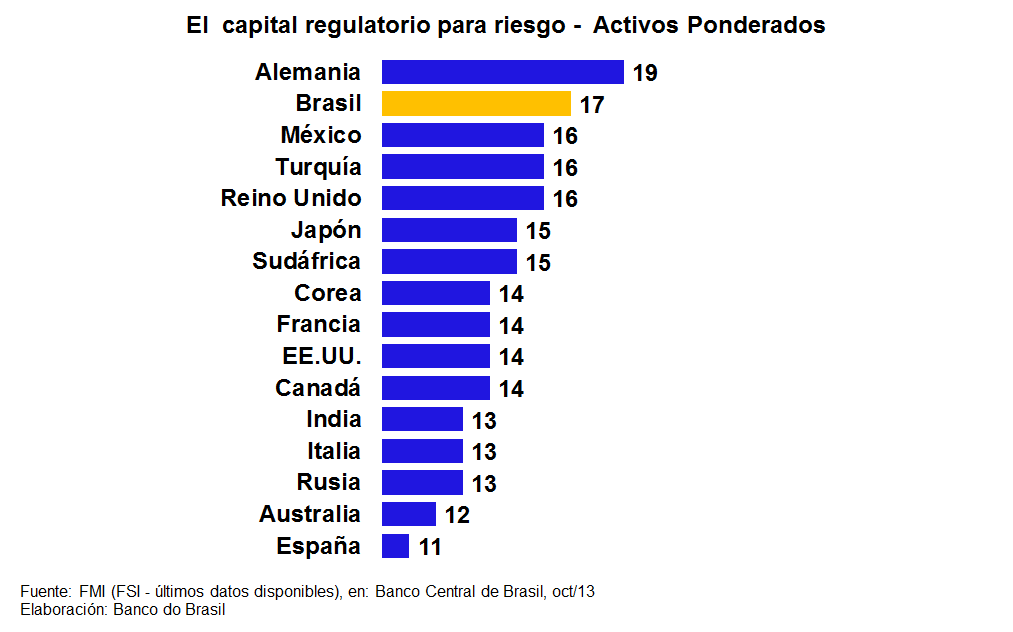 El capital regulatorio para riesgo - Activos Ponderados
Alemania 19
Brasil 17
México 16
Turquía 16
Reino Unido 16
Japón 15
Sudáfrica 15
Corea 14
Francia 14
EE.UU. 14
Canadá 14
India 13
Italia 13
Rusia 13
Australia 12
España 11
Fuente: FMI (FSI - últimos datos disponibles), en: Banco Central de Brasil, oct/13
Elaboración: Banco do Brasil